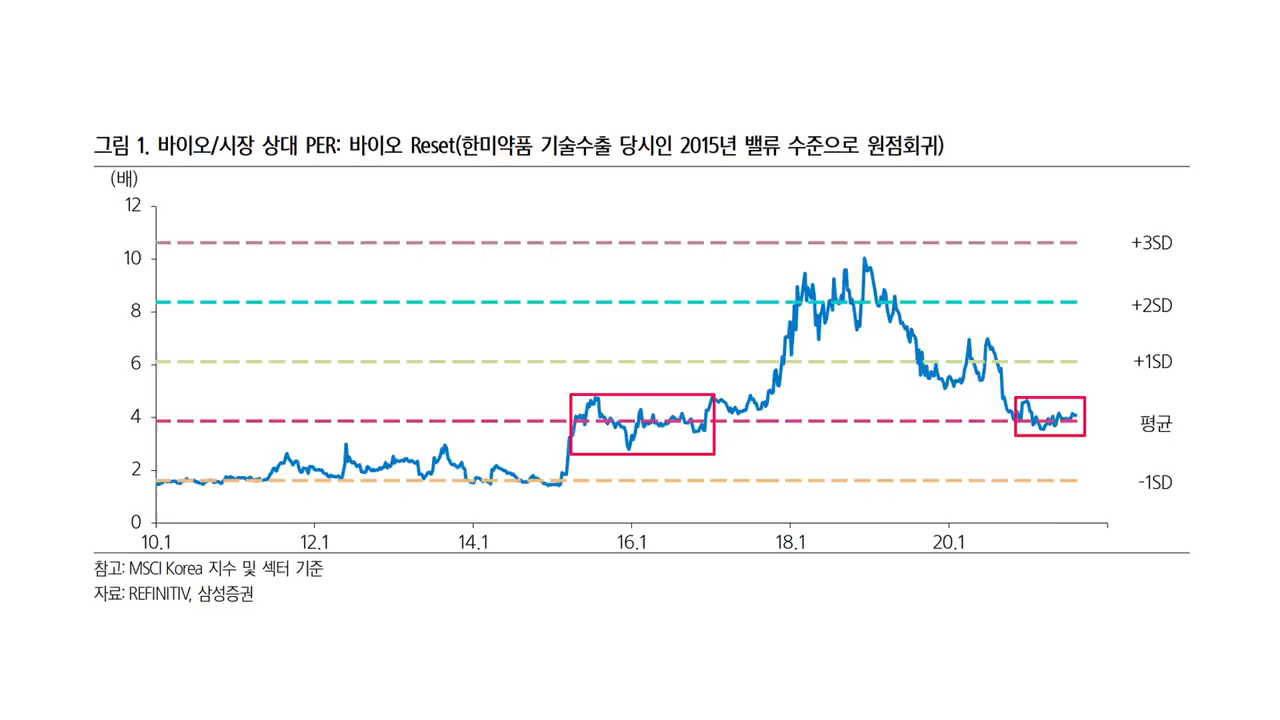 그림 1. 바이오/시장 상대 PER: 바이오 Reset(한미약품 기술수출 당시인 2015년 밸류 수준으로 원점회귀)
(배)
12
+3SD
10
+2SD
8
+1SD
6
4
평균
2
-1SD
0
10.1 12.1 14.1 16.1 18.1 20.1
참고: MSCI Korea 지수 및 섹터 기준
자료: REFINITIV, 삼성증권